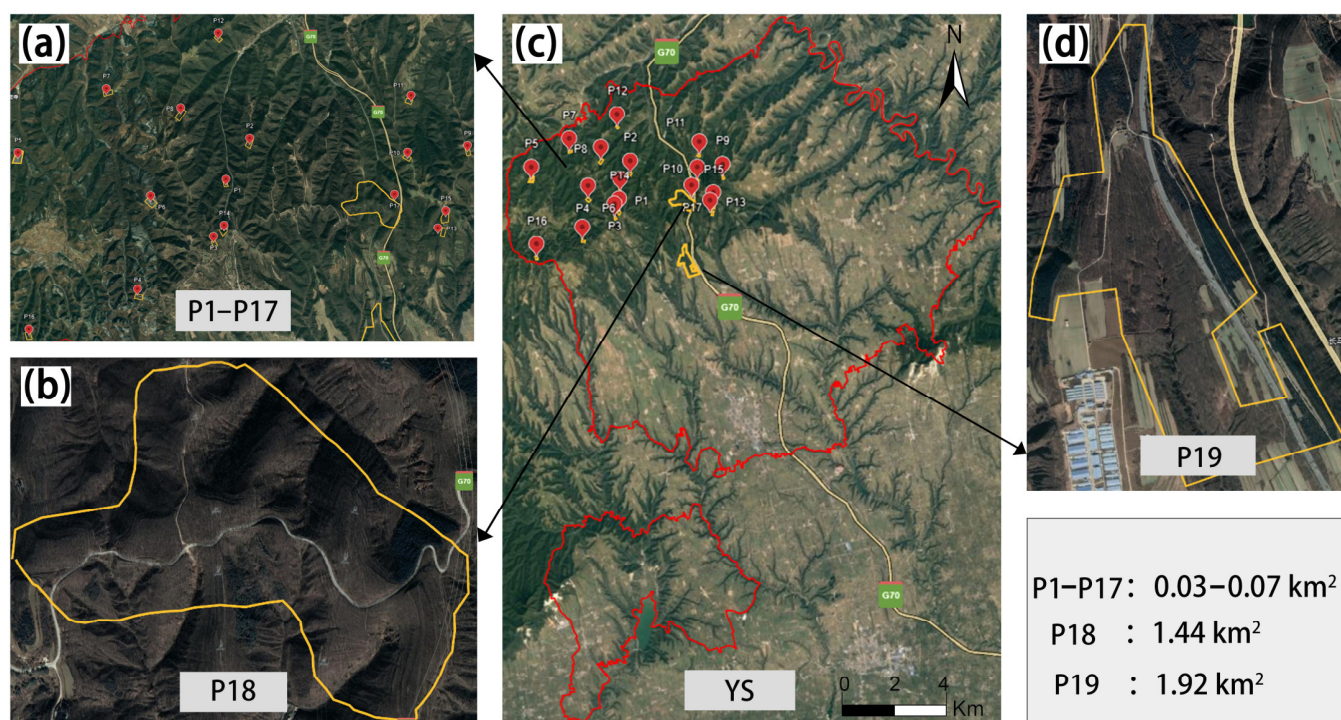 (a)
P12
G70
P7
P8
P11
G70
P2
P9
P5
P10
P1
P6
P17
P15
P14
P13
P3
G70
P4
P16
P1–P17
(b)
G70
P18
(c)
N
G70
P12
P7
P11
P5
P8
P2
P9
P14
P10
P15
P4
P6
P1
P17
P13
P16
P3
G70
G70
YS
0 2 4
Km
(d)
P19
P1–P17: 0.03–0.07 km²
P18 : 1.44 km²
P19 : 1.92 km²